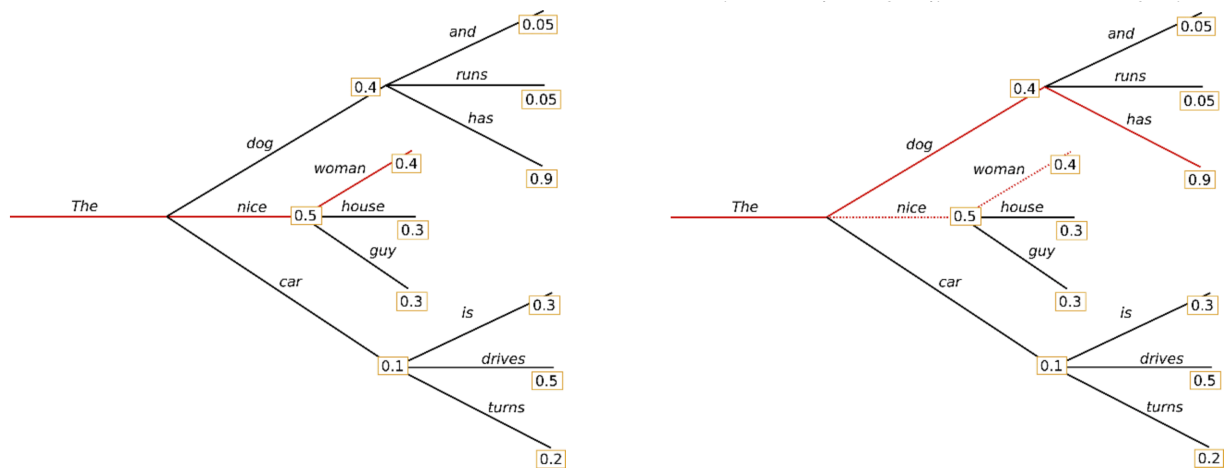 and
0.05
runs
0.4
0.05
has
dog
0.9
woman
0.4
The
nice
0.5
house
0.3
guy
car
0.3
is
0.3
drives
0.1
0.5
turns
0.2
and
0.05
runs
0.4
0.05
has
dog
0.9
woman
0.4
The
nice
0.5
house
0.3
guy
car
0.3
is
0.3
drives
0.1
0.5
turns
0.2